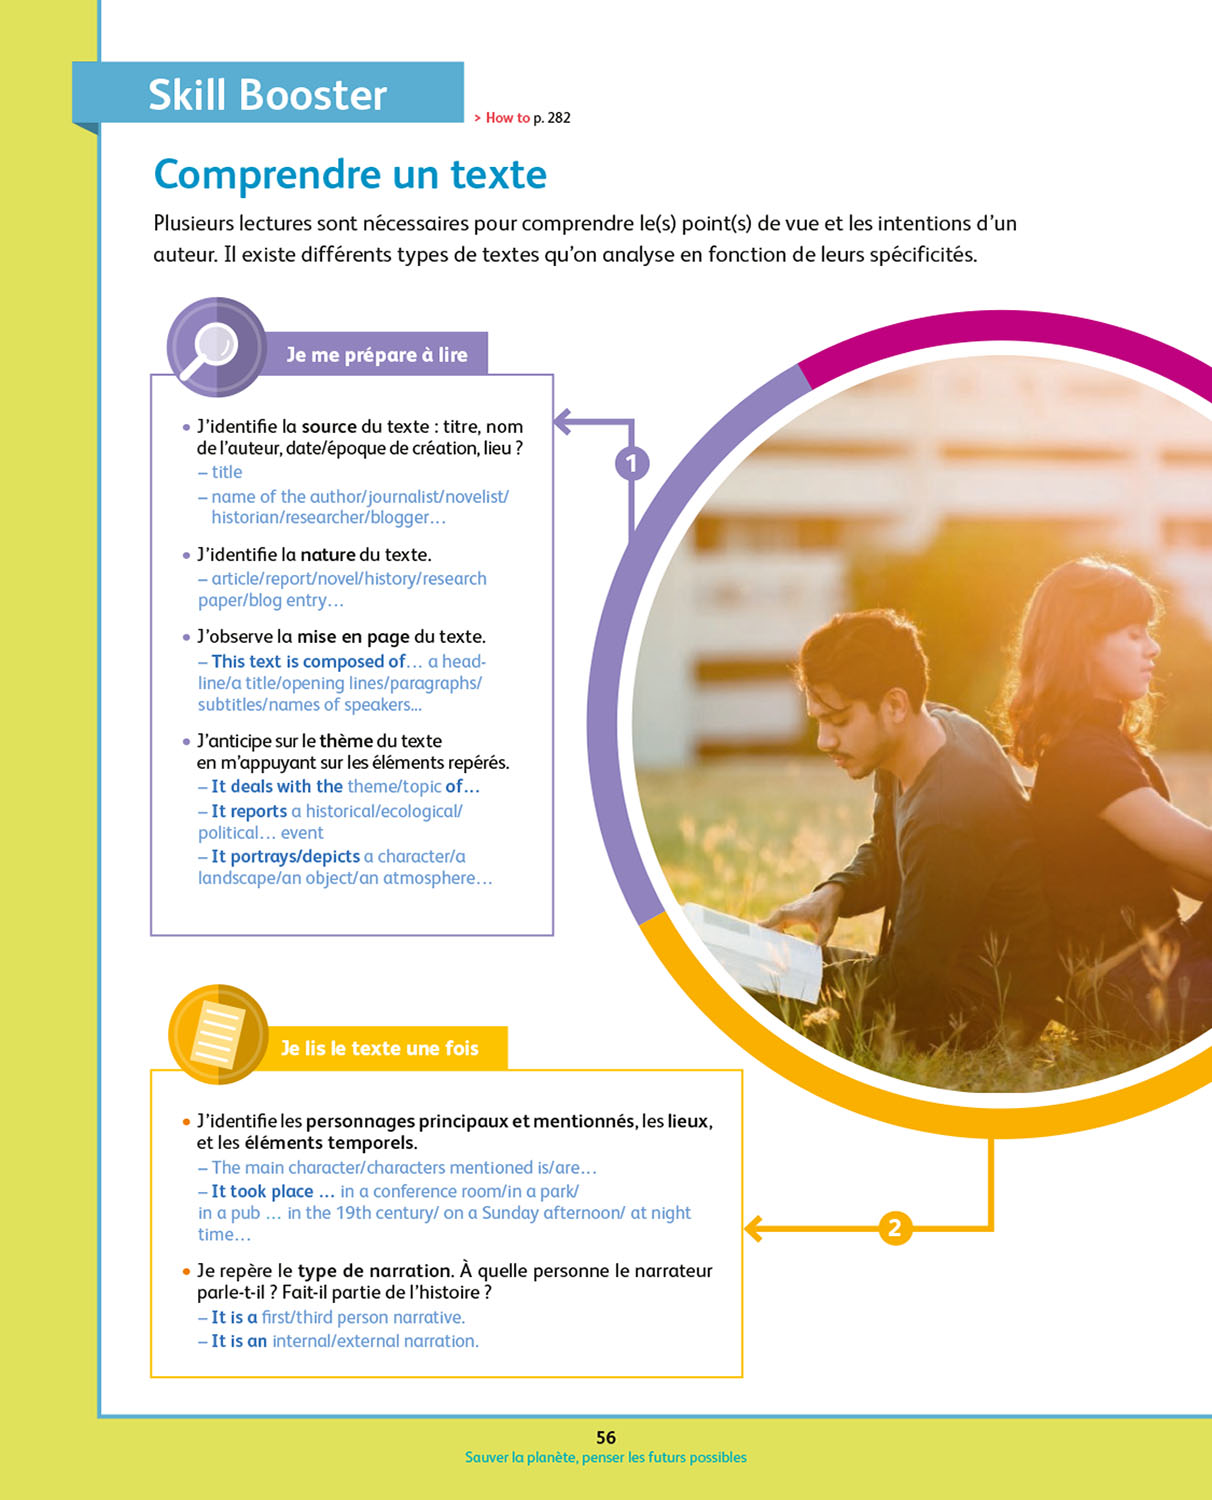 Skill Booster
> How to p. 282
Comprendre un texte
Plusieurs lectures sont nécessaires pour comprendre le(s) point(s) de vue et les intentions d’un
auteur. Il existe différents types de textes qu’on analyse en fonction de leurs spécificités.
Je me prépare à lire
• J’identifie la source du texte : titre, nom
de l’auteur, date/époque de création, lieu ?
– title
– name of the author/journalist/novelist/
historian/researcher/blogger…
• J’identifie la nature du texte.
– article/report/novel/history/research
paper/blog entry…
• J’observe la mise en page du texte.
– This text is composed of… a head-
line/a title/opening lines/paragraphs/
subtitles/names of speakers...
• J’anticipe sur le thème du texte
en m’appuyant sur les éléments repérés.
– It deals with the theme/topic of…
– It reports a historical/ecological/
political… event
– It portrays/depicts a character/a
landscape/an object/an atmosphere…
1
Je lis le texte une fois
• J’identifie les personnages principaux et mentionnés, les lieux,
et les éléments temporels.
– The main character/characters mentioned is/are…
– It took place … in a conference room/in a park/
in a pub … in the 19th century/ on a Sunday afternoon/ at night
time…
• Je repère le type de narration. À quelle personne le narrateur
parle-t-il ? Fait-il partie de l’histoire ?
– It is a first/third person narrative.
– It is an internal/external narration.
2
56
Sauver la planète, penser les futurs possibles